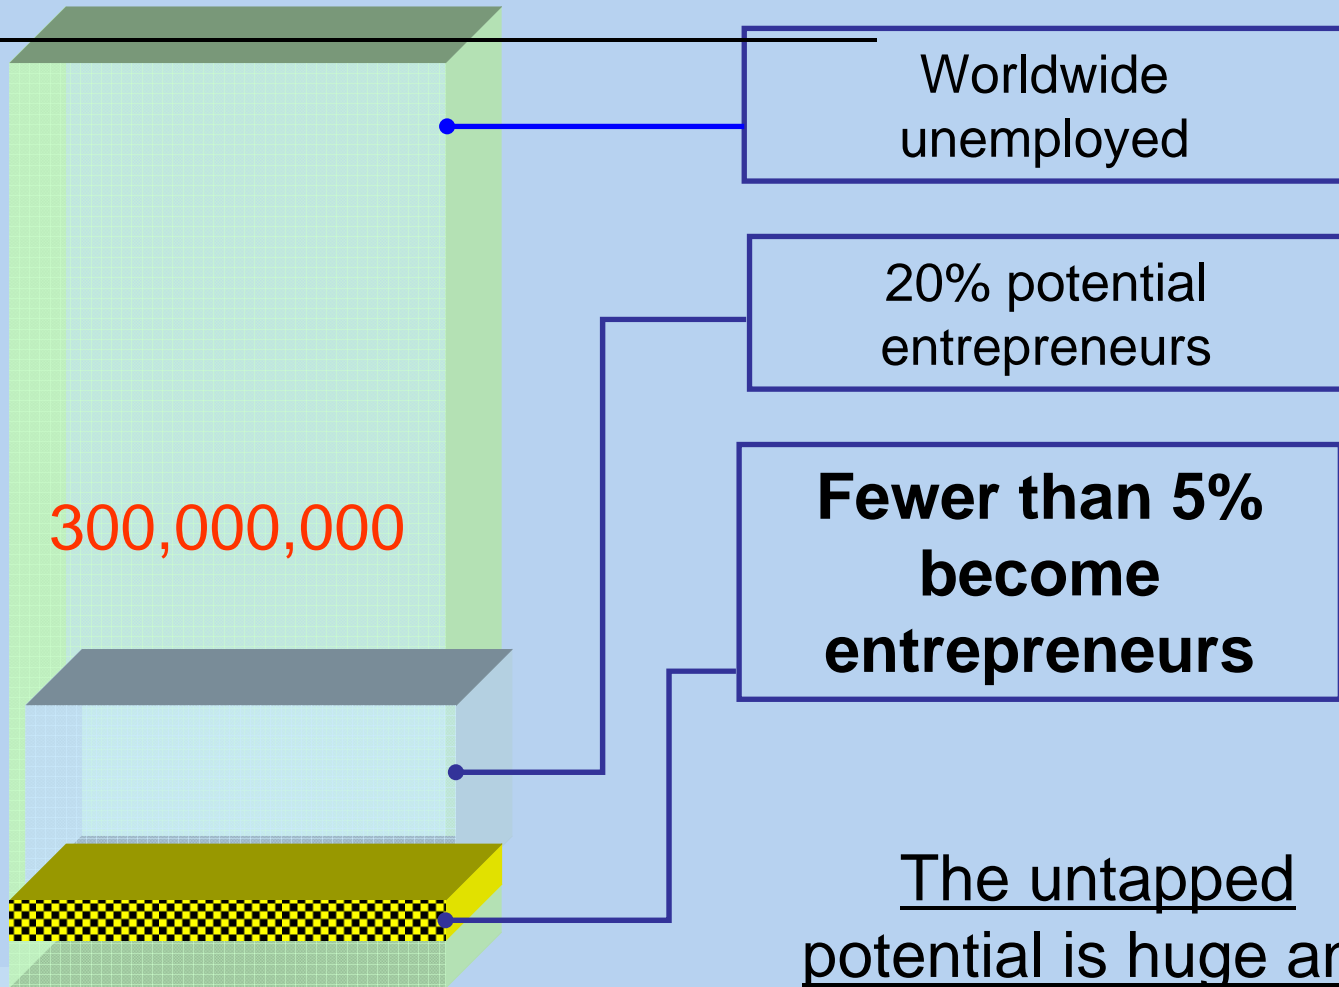 Worldwide
unemployed
20% potential
entrepreneurs
300,000,000
Fewer than 5%
become
entrepreneurs
The untapped
potential is huge